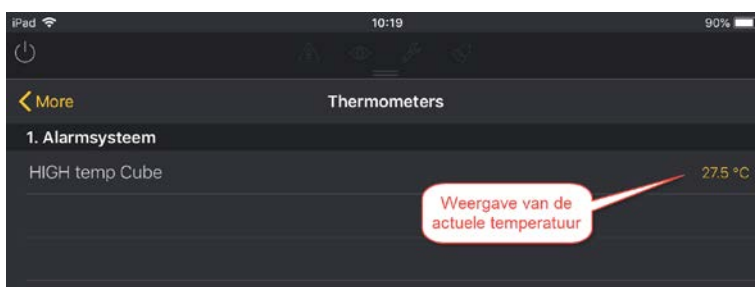 iPad 10:19 90%
More Thermometers
1. Alarmsysteem
HIGH temp Cube 27.5 °C
Weergave van de
actuele temperatuur